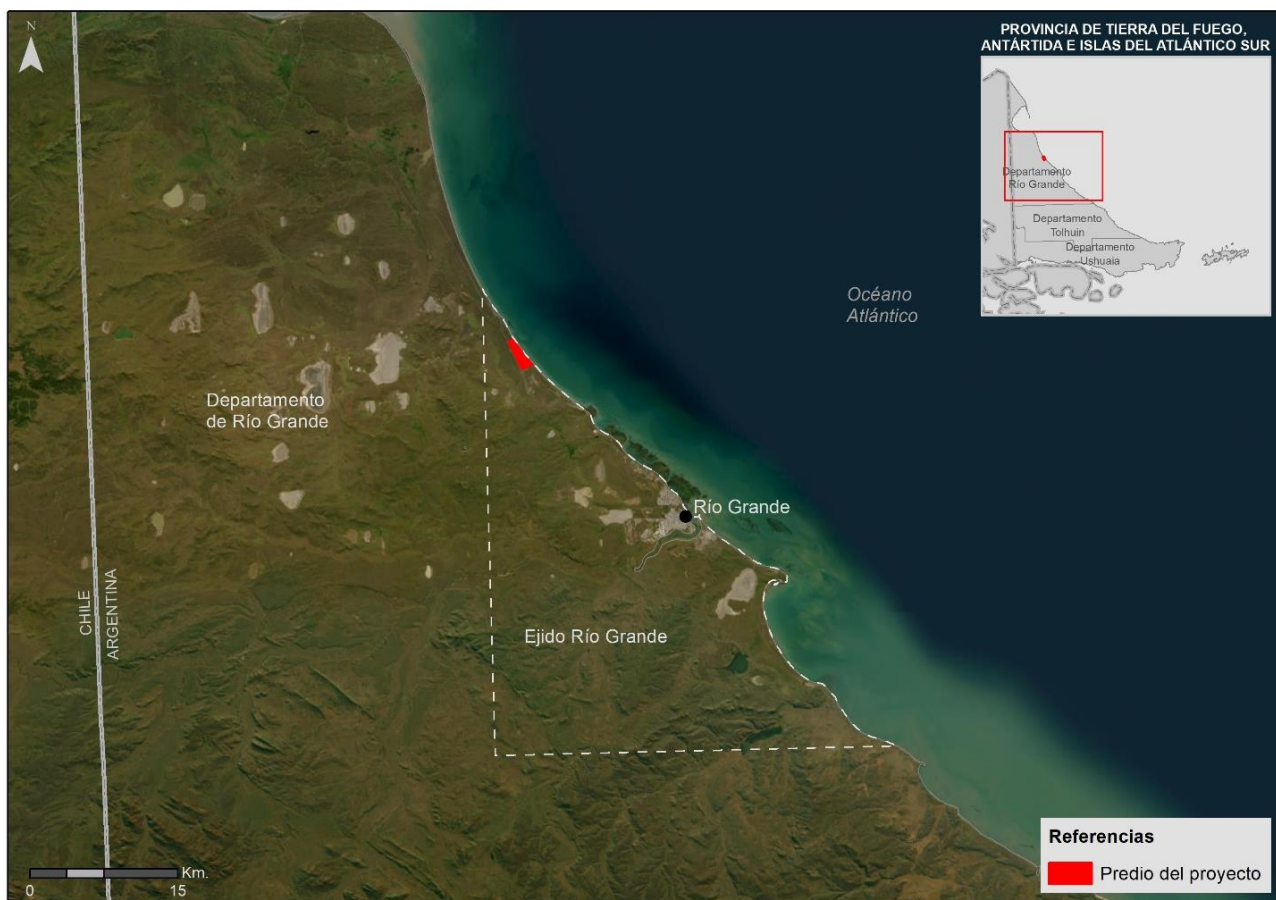 N
PROVINCIA DE TIERRA DEL FUEGO,
ANTÁRTIDA E ISLAS DEL ATLÁNTICO SUR
Departamento
Río Grande
Departamento
Tolhuin
Departamento
Ushuaia
Océano
Atlántico
Departamento
de Río Grande
Río Grande
CHILE
ARGENTINA
Ejido Río Grande
Km.
0
15
Referencias
Predio del proyecto